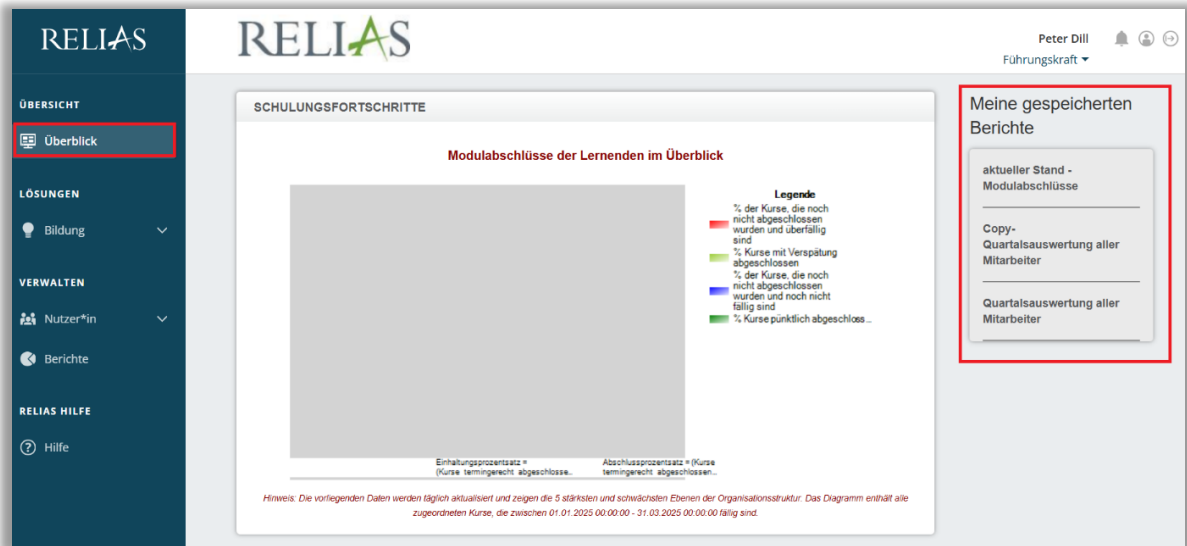 RELIAS
ÜBERSICHT
Überblick
LÖSUNGEN
Bildung
VERWALTEN
Nutzer*in
Berichte
RELIAS HILFE
Hilfe
RELIAS
Peter Dill
Führungskraft
SCHULUNGSFORTSCHRITTE
Modulabschlüsse der Lernenden im Überblick
Legende
% der Kurse, die noch
nicht abgeschlossen
wurden und überfällig
sind
% Kurse mit Verspätung
abgeschlossen
% der Kurse, die noch
nicht abgeschlossen
wurden und noch nicht
fällig sind
% Kurse pünktlich abgeschloss...
Einhaltungsprozentsatz =
(Kurse termingerecht abgeschlosse..
Abschlussprozentsatz = (Kurse
termingerecht abgeschlossen...
Hinweis: Die vorliegenden Daten werden täglich aktualisiert und zeigen die 5 stärksten und schwächsten Ebenen der Organisationsstruktur. Das Diagramm enthält alle
zugeordneten Kurse, die zwischen 01.01.2025 00:00:00 - 31.03.2025 00:00:00 fällig sind.
Meine gespeicherten
Berichte
aktueller Stand -
Modulabschlüsse
Copy-
Quartalsauswertung aller
Mitarbeiter
Quartalsauswertung aller
Mitarbeiter